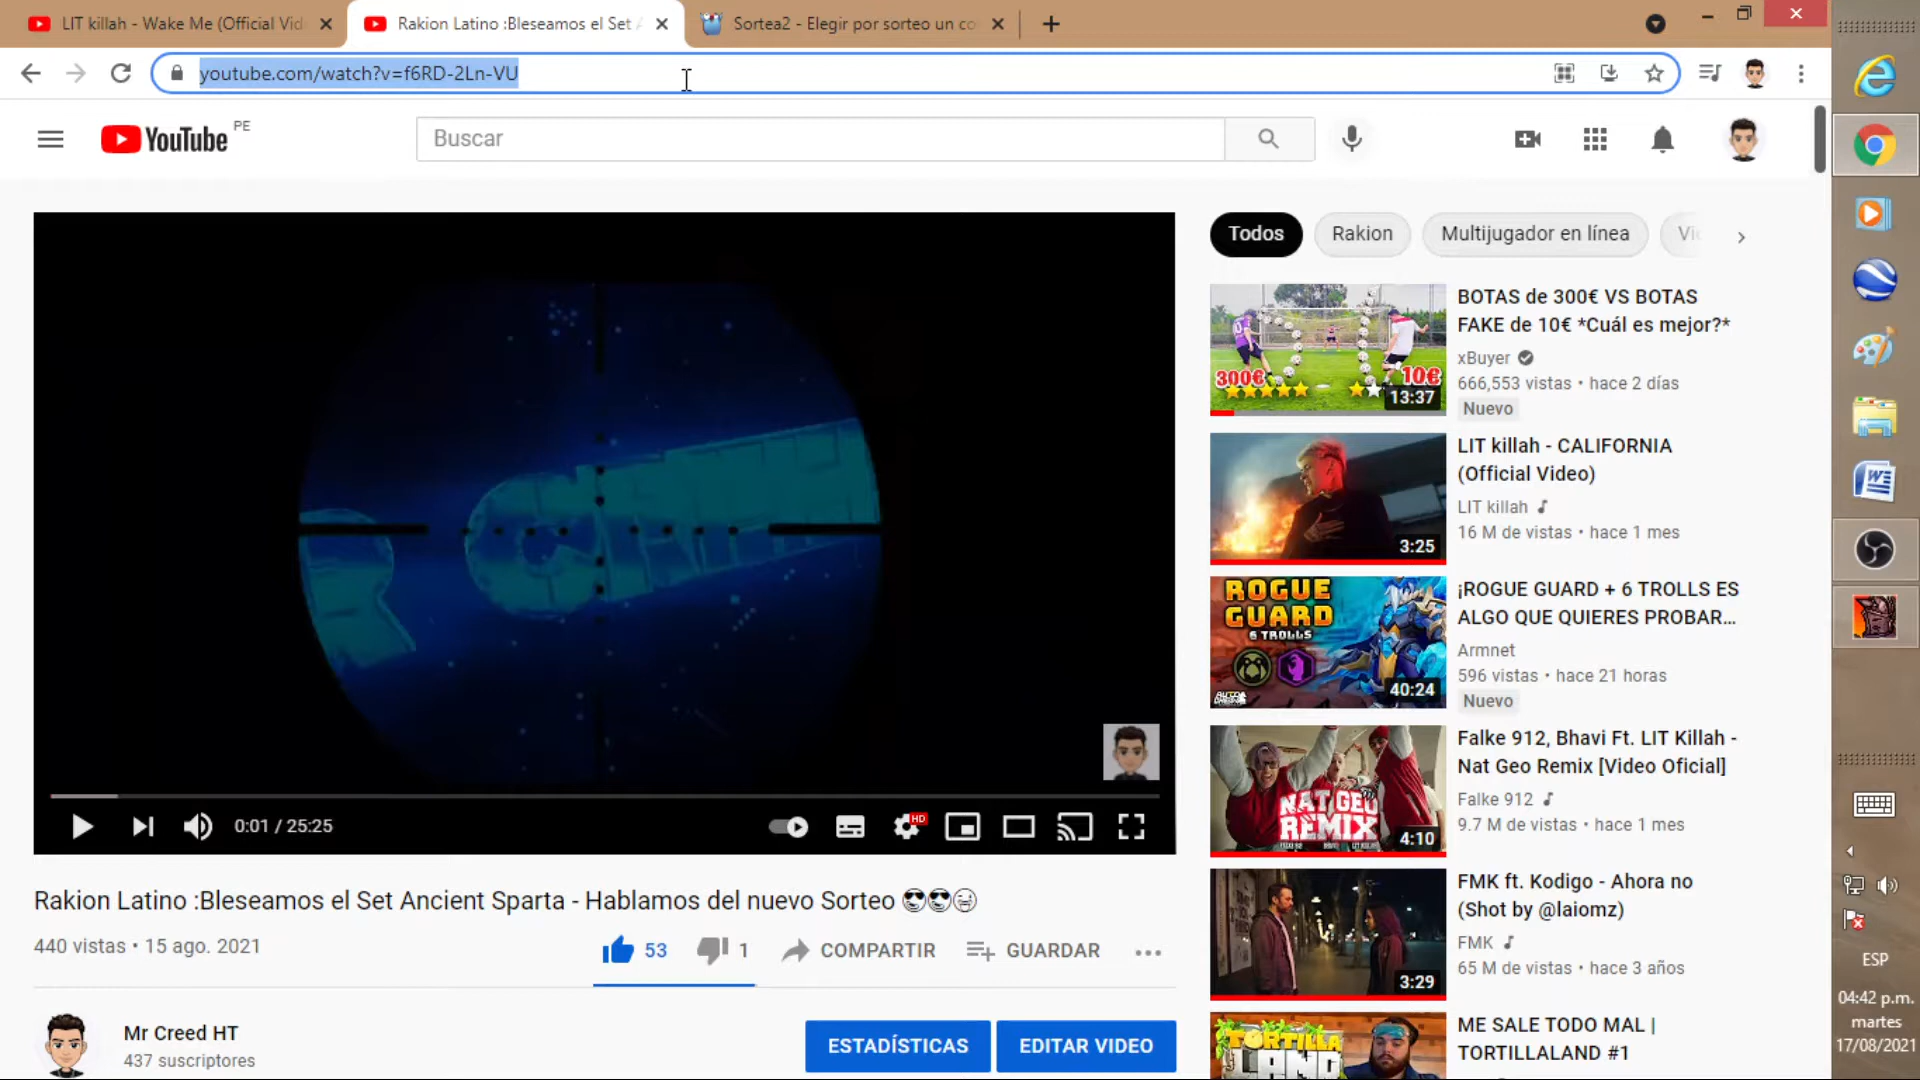 LIT killah - Wake Me (Official Vid
Rakion Latino :Bleseamos el Set A
Sortea2 - Elegir por sorteo un co
youtube.com/watch?v=f6RD-2Ln-VU
YouTube PE
Buscar
Todos
Rakion
Multijugador en línea
BOTAS de 300€ VS BOTAS
FAKE de 10€ *Cuál es mejor?*
xBuyer
666,553 vistas • hace 2 días
Nuevo
300€
10€
13:37
LIT killah - CALIFORNIA
(Official Video)
LIT killah
16 M de vistas • hace 1 mes
3:25
¡ROGUE GUARD + 6 TROLLS ES
ALGO QUE QUIERES PROBAR...
Armnet
596 vistas • hace 21 horas
Nuevo
ROGUE
GUARD
6 TROLLS
40:24
Falke 912, Bhavi Ft. LIT Killah -
Nat Geo Remix [Video Oficial]
Falke 912
9.7 M de vistas • hace 1 mes
NAT GEO
REMIX
4:10
FMK ft. Kodigo - Ahora no
(Shot by @laiomz)
FMK
65 M de vistas • hace 3 años
3:29
ME SALE TODO MAL |
TORTILLALAND #1
TORTILLA
LAND
0:01 / 25:25
HD
Rakion Latino :Bleseamos el Set Ancient Sparta - Hablamos del nuevo Sorteo 😎😎😁
440 vistas • 15 ago. 2021
53
1
COMPARTIR
GUARDAR
Mr Creed HT
437 suscriptores
ESTADÍSTICAS
EDITAR VIDEO
ESP
04:42 p.m.
martes
17/08/2021